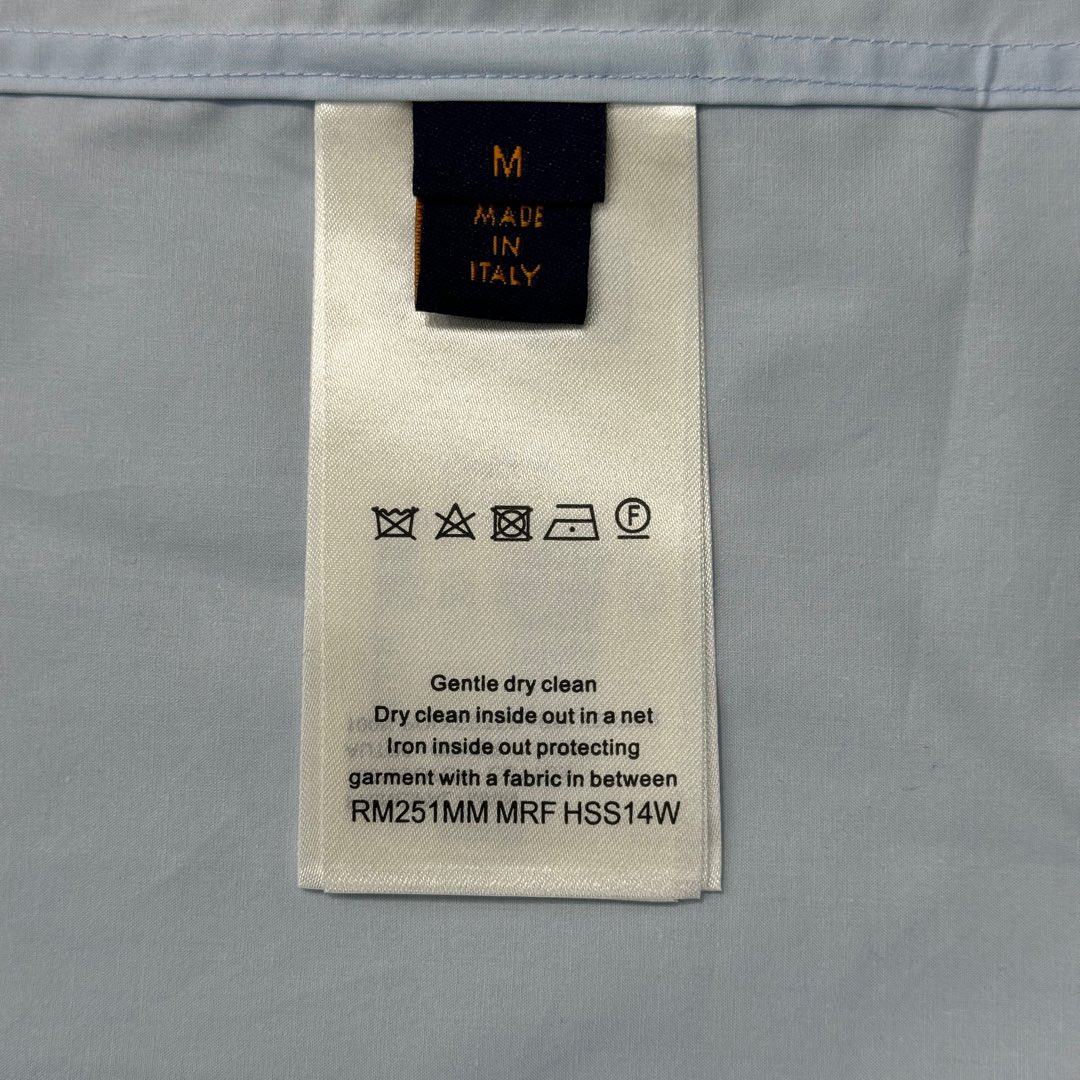 M
MADE
IN
ITALY
F
Gentle dry clean
Dry clean inside out in a net
Iron inside out protecting
garment with a fabric in between
RM251MM MRF HSS14W